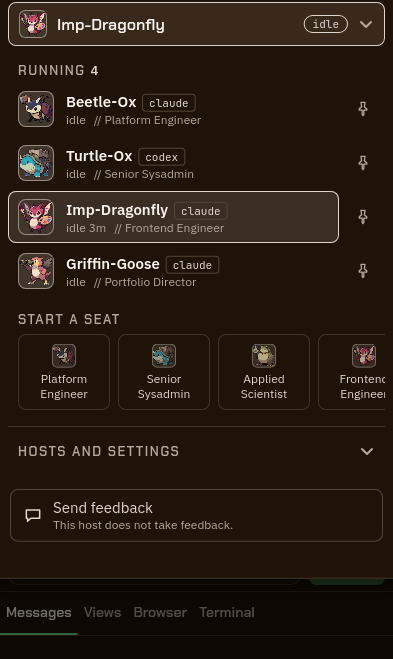 Imp-Dragonfly idle
RUNNING 4
Beetle-Ox claude
idle // Platform Engineer
Turtle-Ox codex
idle // Senior Sysadmin
Imp-Dragonfly claude
idle 3m // Frontend Engineer
Griffin-Goose claude
idle // Portfolio Director
START A SEAT
Platform
Engineer
Senior
Sysadmin
Applied
Scientist
Frontend
Engineer
HOSTS AND SETTINGS
Send feedback
This host does not take feedback.
Messages Views Browser Terminal